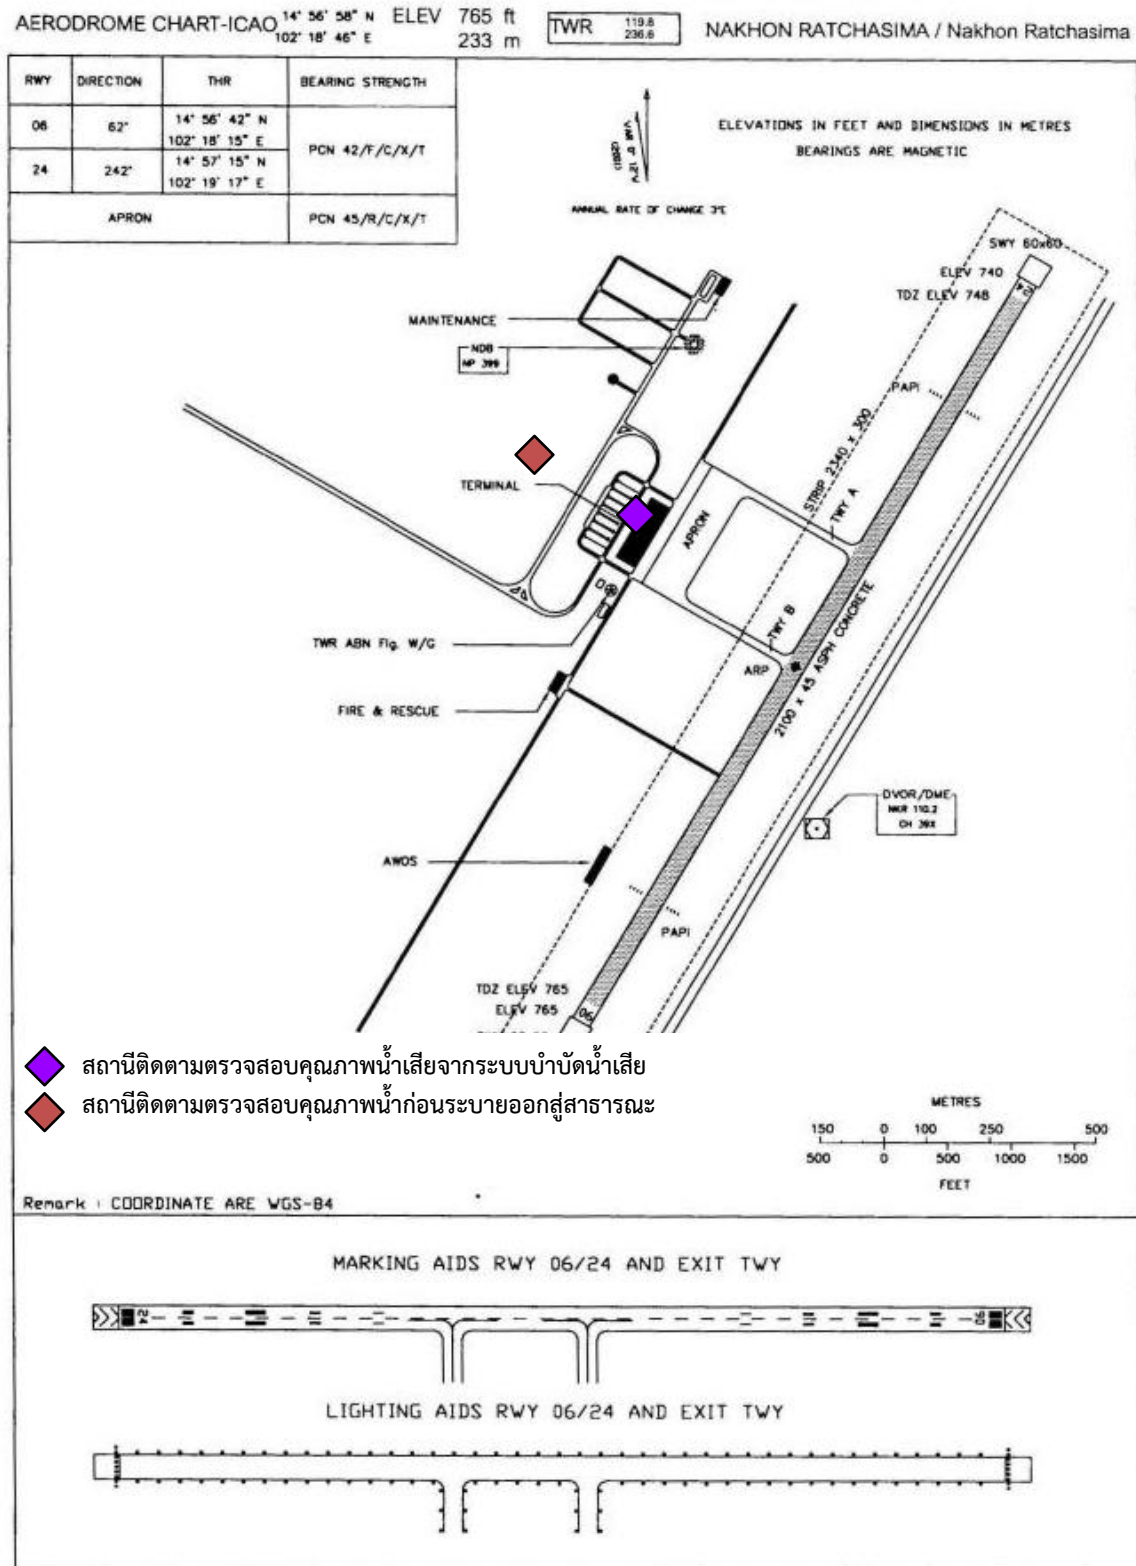 AERODROME CHART-ICAO 14° 56' 58" N ELEV 765 ft TWR 119.8 NAKHON RATCHASIMA / Nakhon Ratchasima
102° 18' 46" E 233 m 236.6
RWY DIRECTION THR BEARING STRENGTH
06 62° 14° 56' 42" N
102° 18' 15" E
PCN 42/F/C/X/T
24 242° 14° 57' 15" N
102° 19' 17" E
APRON PCN 45/R/C/X/T
ELEVATIONS IN FEET AND DIMENSIONS IN METRES
BEARINGS ARE MAGNETIC
VAR 0° 12'
ANNUAL RATE OF CHANGE 3'E
SWY 60x60
ELEV 740
TDZ ELEV 748
24
MAINTENANCE
NDB
NP 399
PAPI
STRIP 2340 x 300
TERMINAL
TWY A
APRON
TWY B
TWR ABN Flg. W/G
ARP
2100 x 45 ASPH CONCRETE
FIRE & RESCUE
DVOR/DME
NKR 110.2
CH 39X
AWOS
PAPI
TDZ ELEV 765
ELEV 765
06
สถานีติดตามตรวจสอบคุณภาพน้ำเสียจากระบบบำบัดน้ำเสีย
สถานีติดตามตรวจสอบคุณภาพน้ำก่อนระบายออกสู่สาธารณะ
METRES
150 0 100 250 500
500 0 500 1000 1500
FEET
Remark : COORDINATE ARE WGS-84
MARKING AIDS RWY 06/24 AND EXIT TWY
24 06
LIGHTING AIDS RWY 06/24 AND EXIT TWY